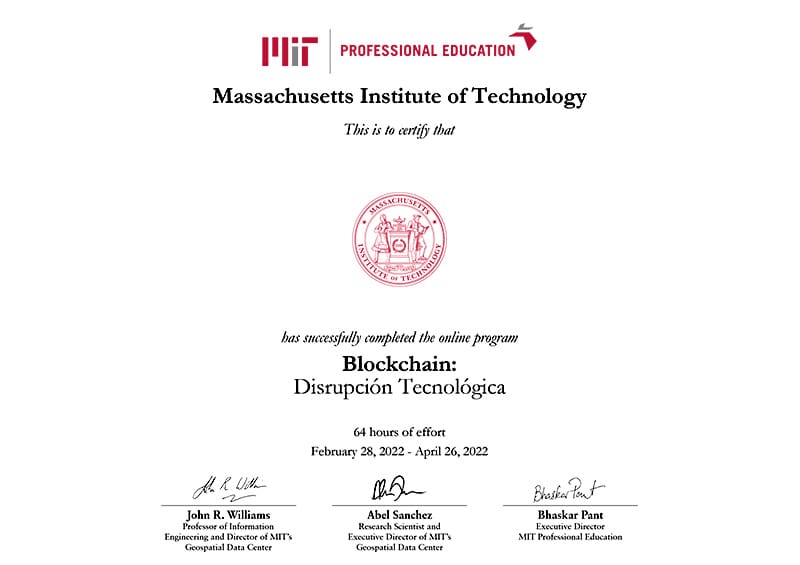 MIT PROFESSIONAL EDUCATION
Massachusetts Institute of Technology
This is to certify that
MASSACHUSETTS
INSTITUTE OF TECHNOLOGY
has successfully completed the online program
Blockchain:
Disrupción Tecnológica
64 hours of effort
February 28, 2022 - April 26, 2022
John R. Williams
Professor of Information
Engineering and Director of MIT's
Geospatial Data Center
Abel Sanchez
Research Scientist and
Executive Director of MIT's
Geospatial Data Center
Bhaskar Pant
Bhaskar Pant
Executive Director
MIT Professional Education